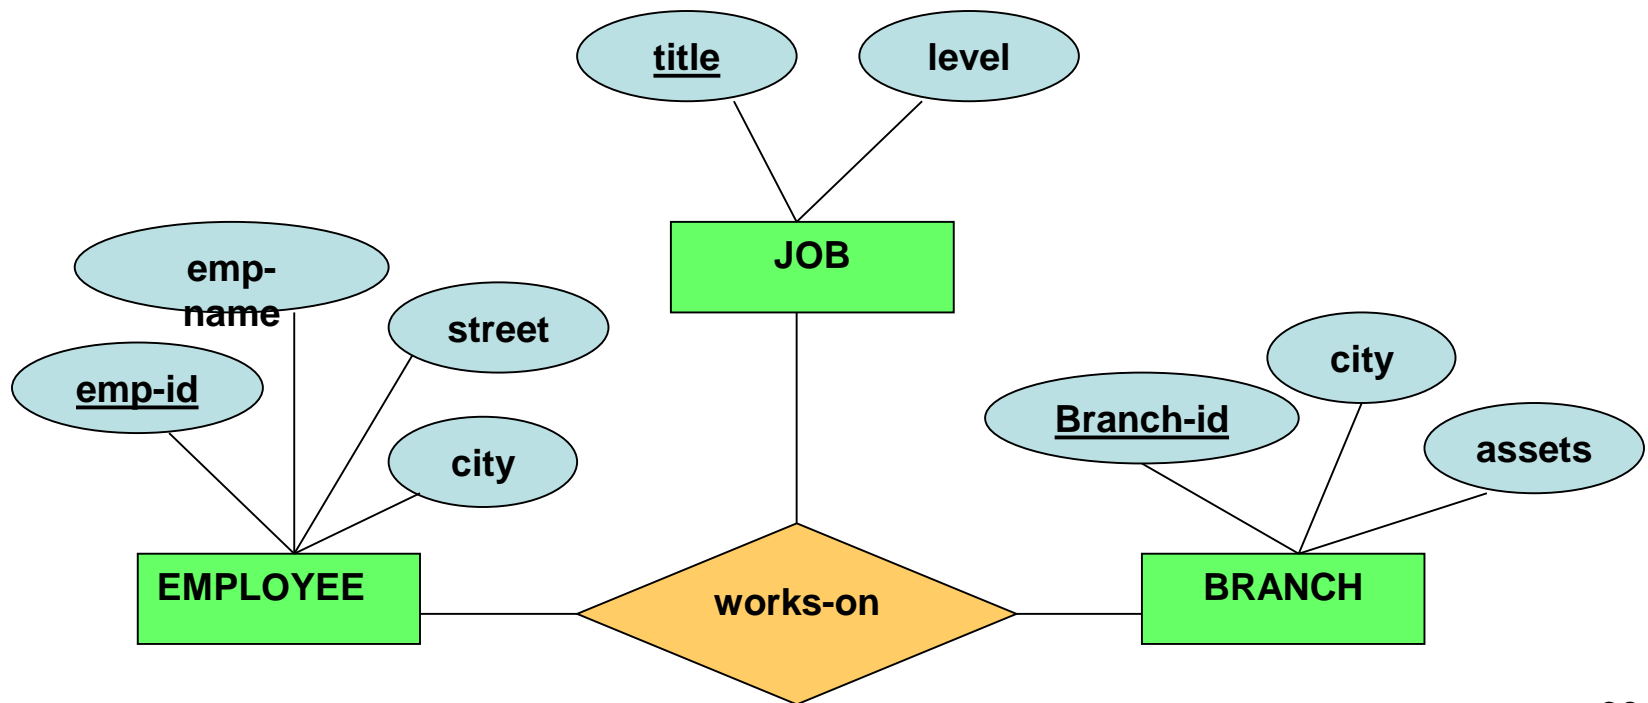 title
level
JOB
emp-
name
street
emp-id
city
city
Branch-id
assets
EMPLOYEE
works-on
BRANCH